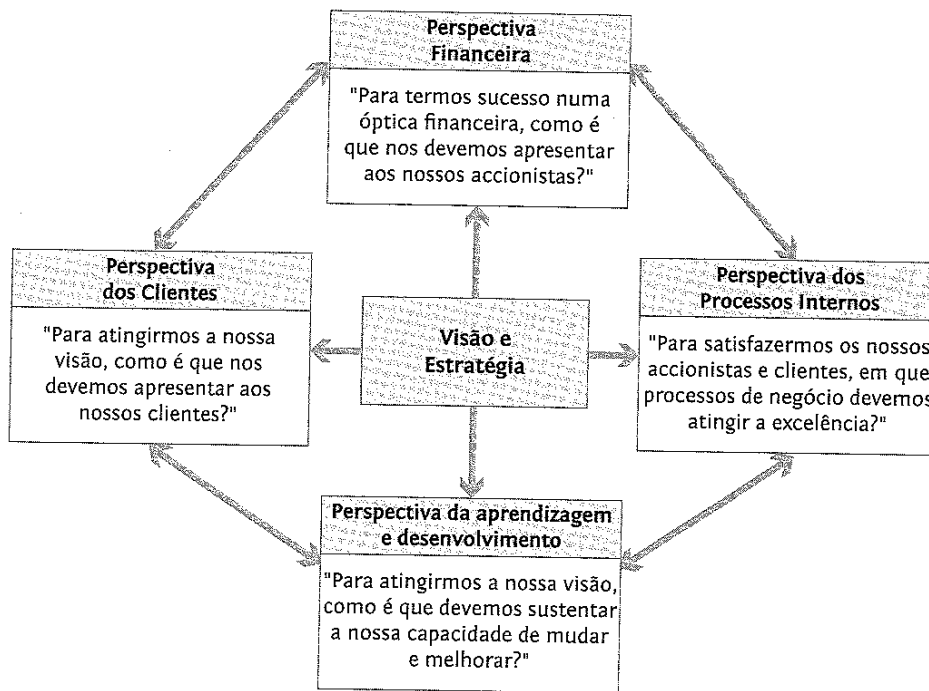 Perspectiva
Financeira
"Para termos sucesso numa
óptica financeira, como é
que nos devemos apresentar
aos nossos accionistas?"
Perspectiva
dos Clientes
"Para atingirmos a nossa
visão, como é que nos
devemos apresentar aos
nossos clientes?"
Visão e
Estratégia
Perspectiva dos
Processos Internos
"Para satisfazermos os nossos
accionistas e clientes, em que
processos de negócio devemos
atingir a excelência?"
Perspectiva da aprendizagem
e desenvolvimento
"Para atingirmos a nossa visão,
como é que devemos sustentar
a nossa capacidade de mudar
e melhorar?"